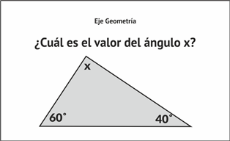 Eje Geometría
¿Cuál es el valor del ángulo x?
x
60° 40°